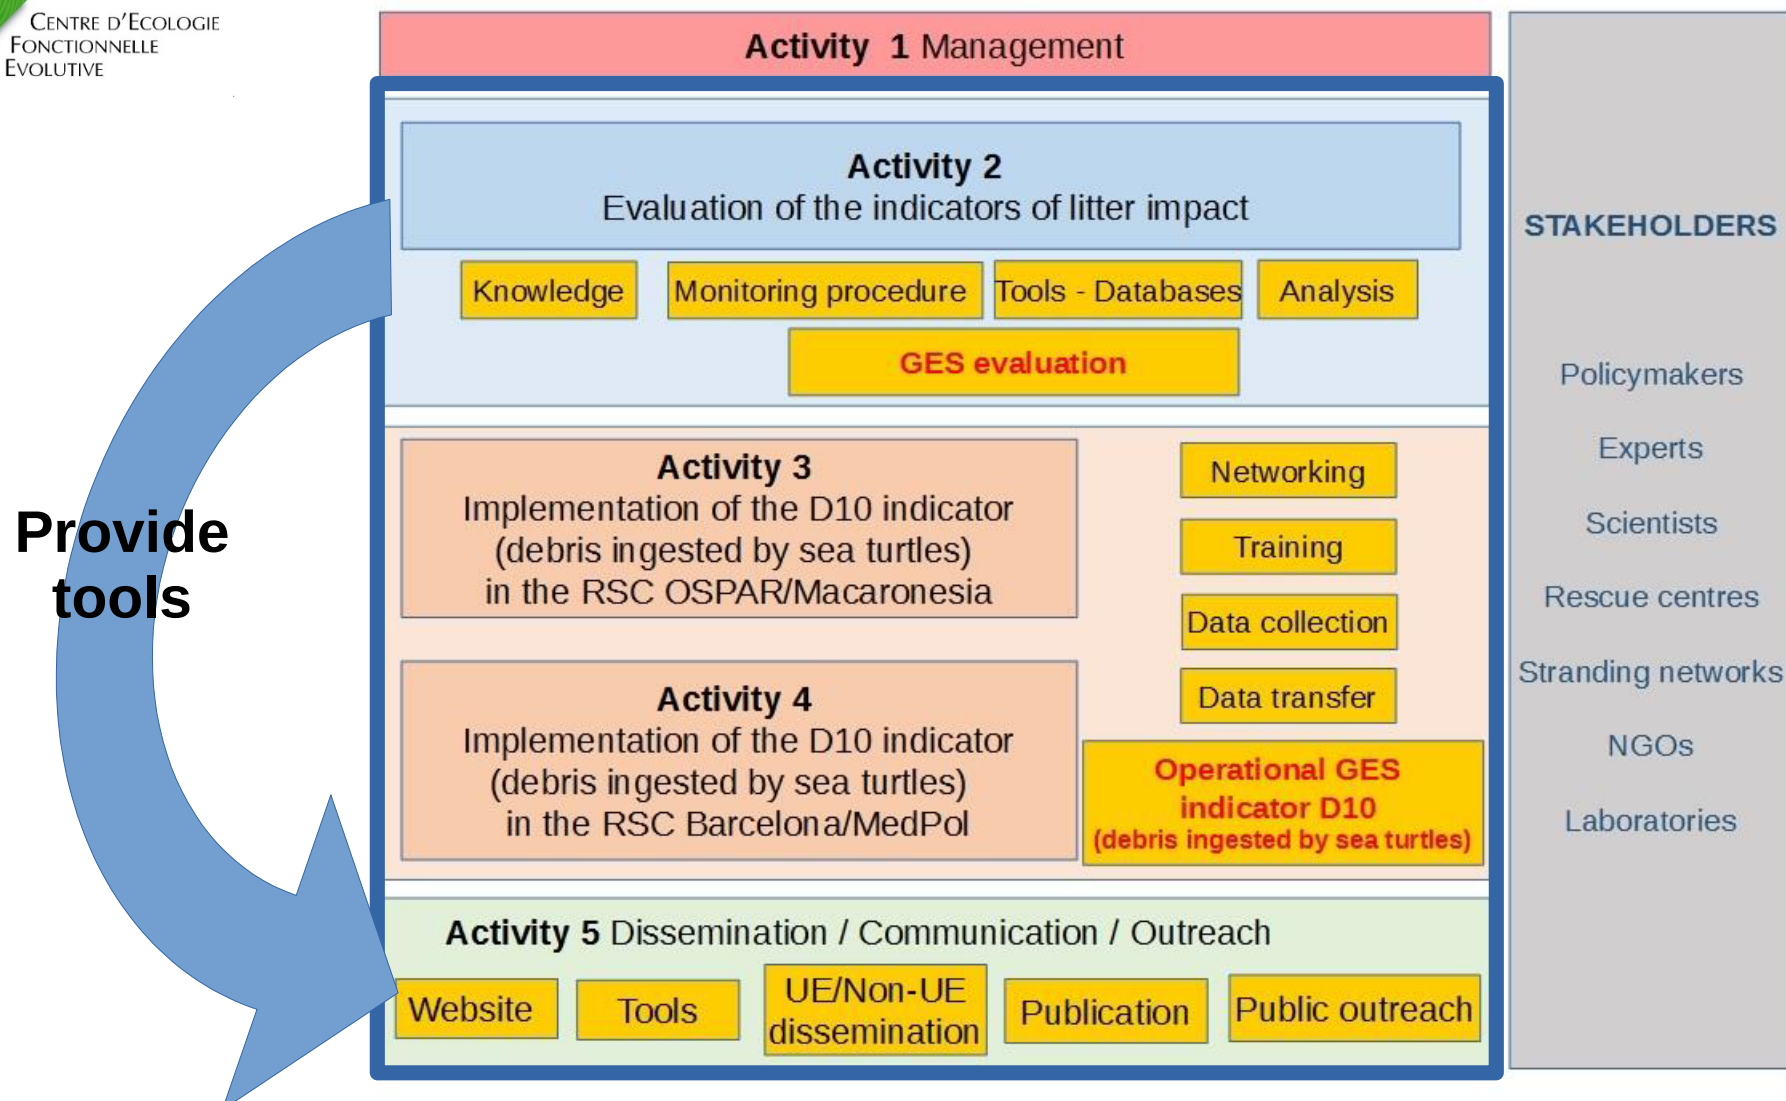 CENTRE D'ECOLOGIE
FONCTIONNELLE
EVOLUTIVE
Activity 1 Management
Activity 2
Evaluation of the indicators of litter impact
Knowledge
Monitoring procedure
Tools - Databases
Analysis
GES evaluation
Activity 3
Implementation of the D10 indicator
(debris ingested by sea turtles)
in the RSC OSPAR/Macaronesia
Activity 4
Implementation of the D10 indicator
(debris ingested by sea turtles)
in the RSC Barcelona/MedPol
Networking
Training
Data collection
Data transfer
Operational GES
indicator D10
(debris ingested by sea turtles)
Activity 5 Dissemination / Communication / Outreach
Website
Tools
UE/Non-UE
dissemination
Publication
Public outreach
Provide
tools
STAKEHOLDERS
Policymakers
Experts
Scientists
Rescue centres
Stranding networks
NGOs
Laboratories